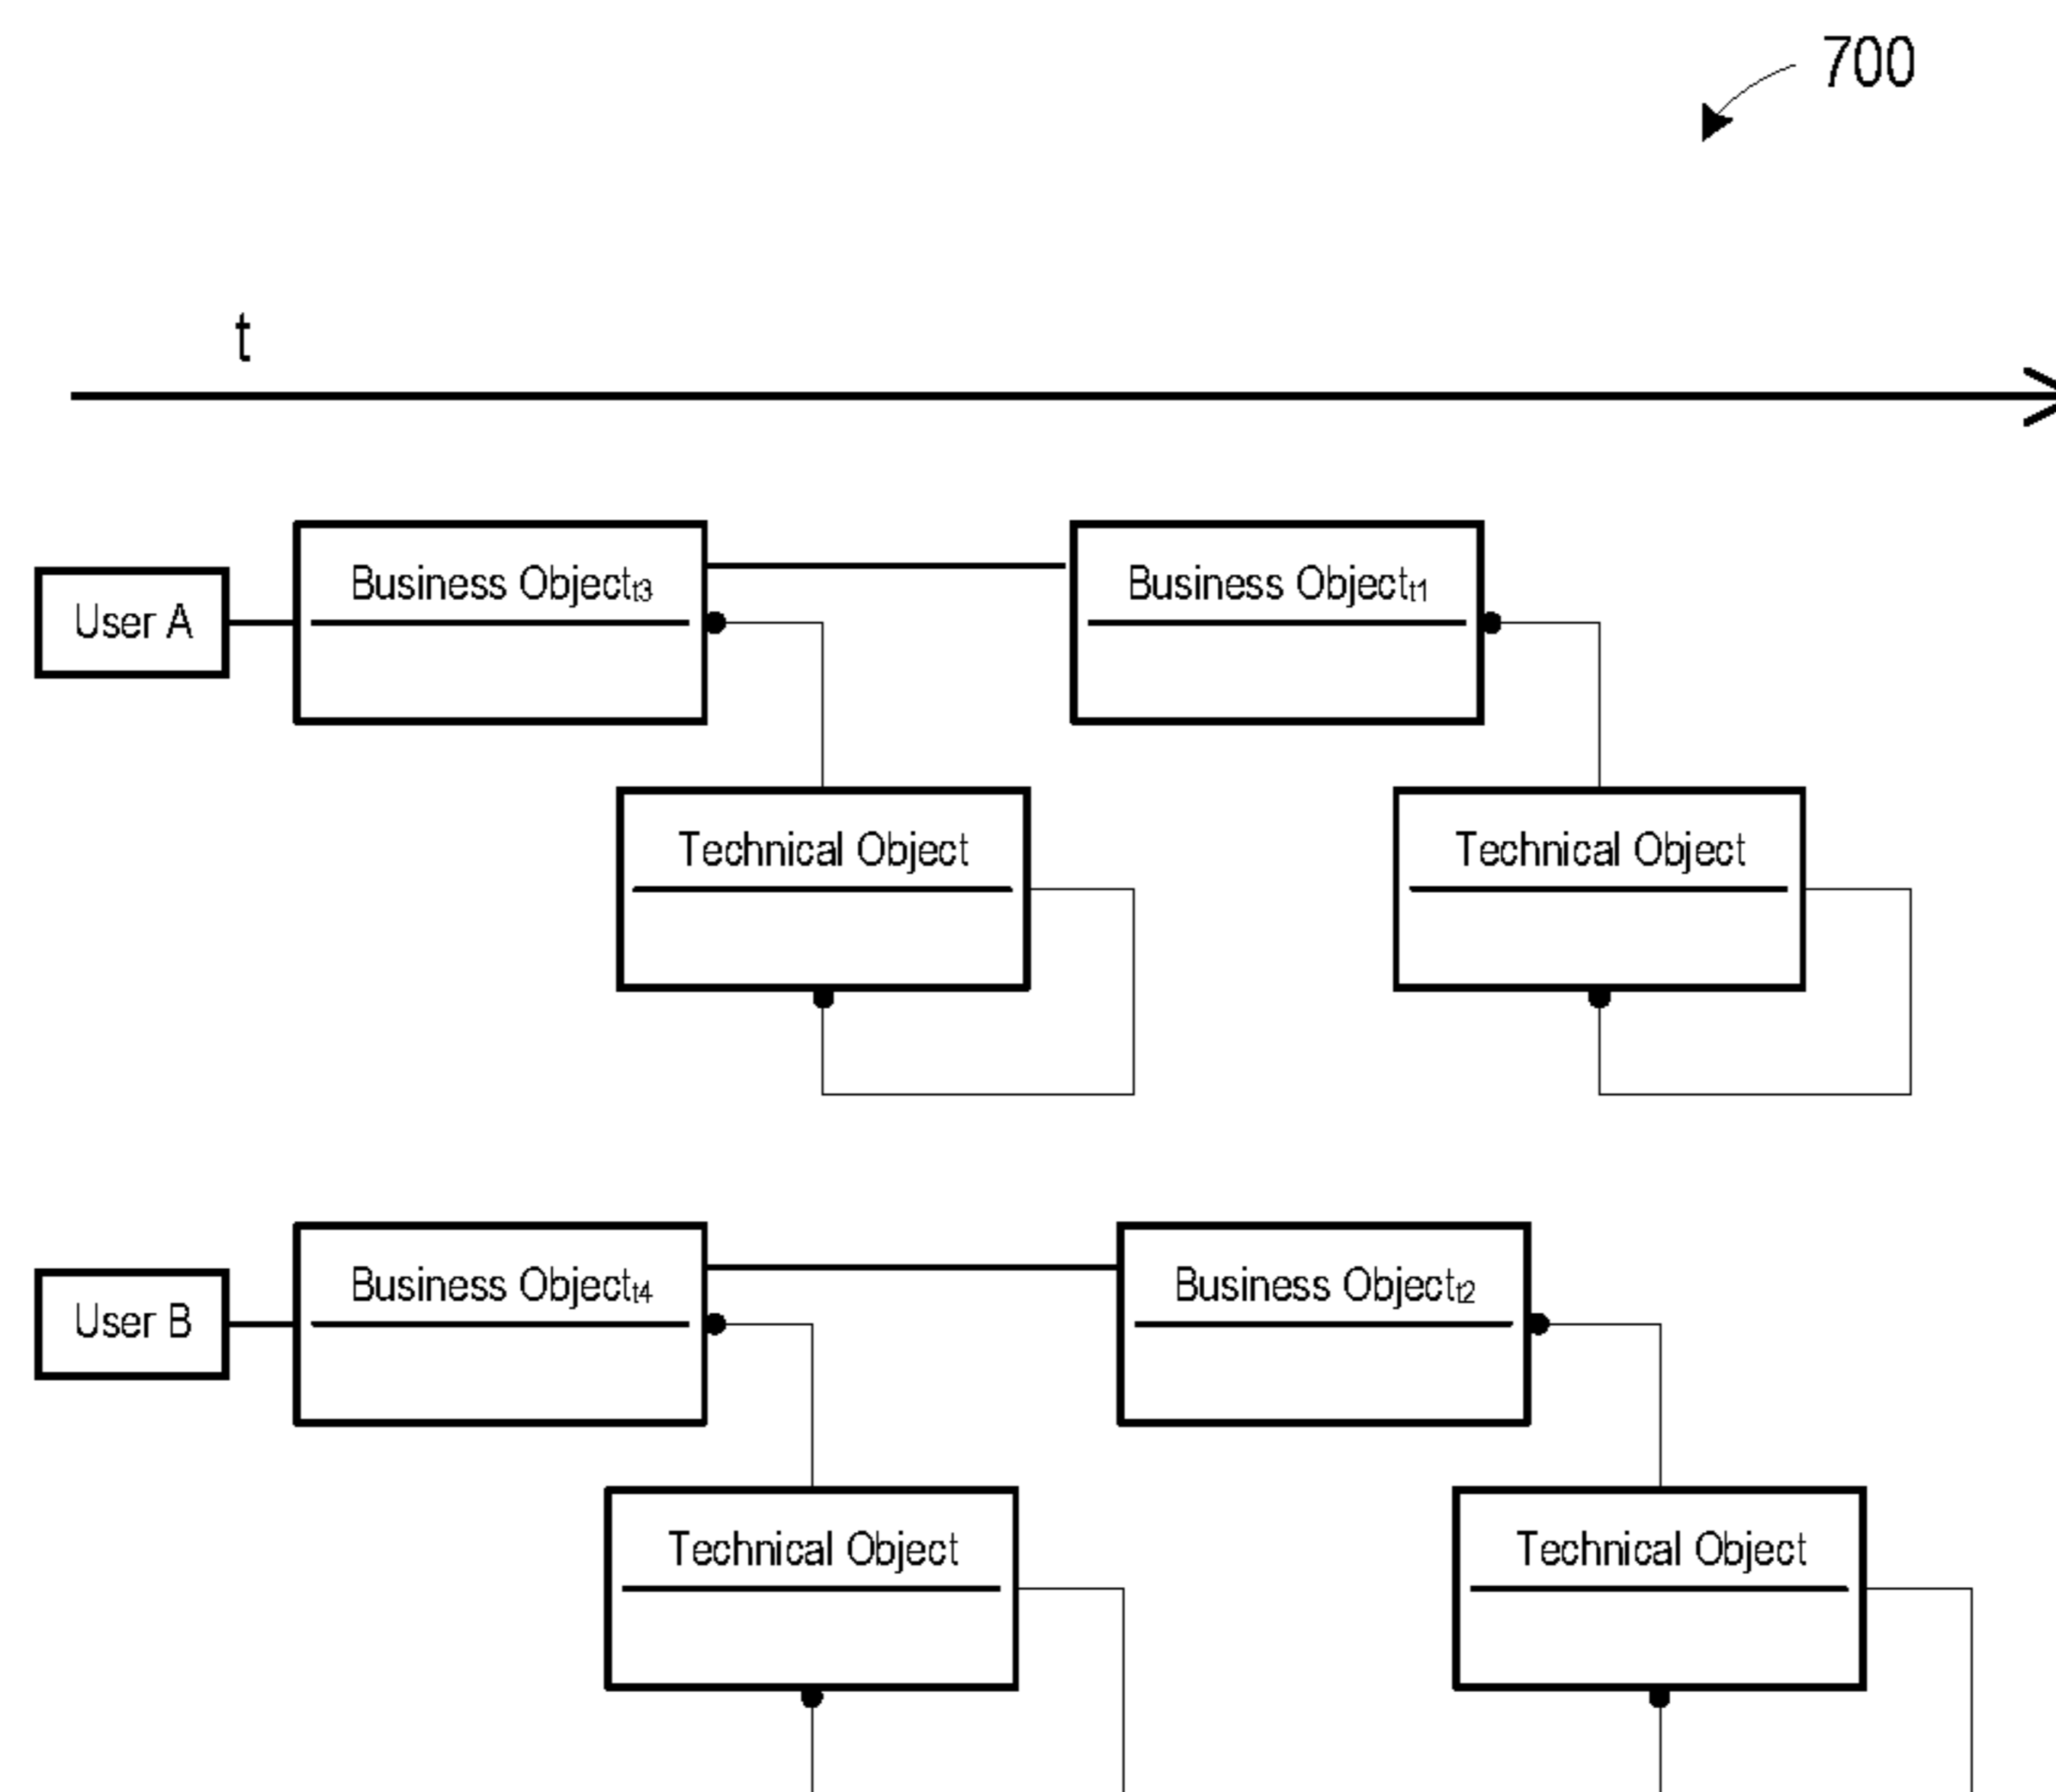 700
t
Business Objectt3
Business Objectt1
User A
Technical Object
Technical Object
Business Objectt4
Business Objectt2
User B
Technical Object
Technical Object